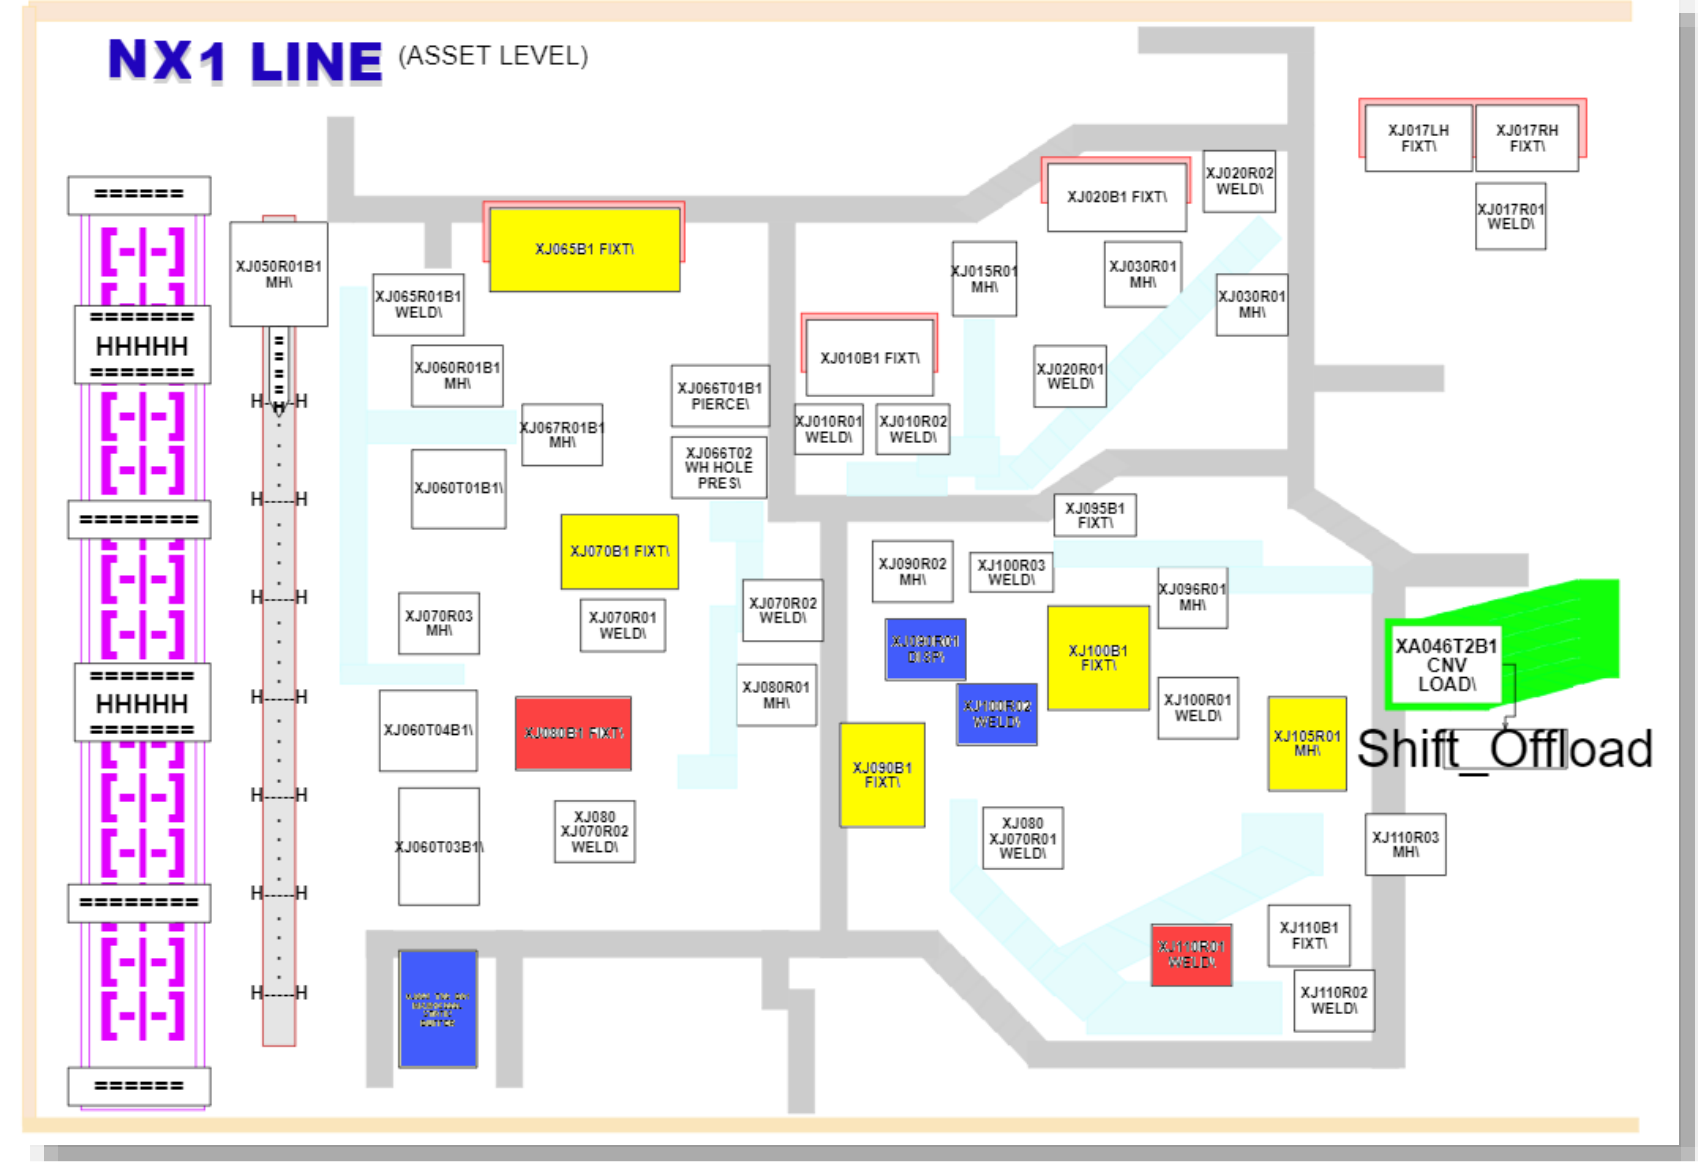 NX1 LINE (ASSET LEVEL)
XJ017LH
FIXT\
XJ017RH
FIXT\
XJ017R01
WELD\
XJ020R02
WELD\
XJ020B1 FIXT\
======
XJ050R01B1
MH\
XJ065B1 FIXT\
XJ065R01B1
WELD\
XJ015R01
MH\
XJ030R01
MH\
XJ030R01
MH\
=======
HHHHH
=======
XJ060R01B1
MH\
XJ066T01B1
PIERCE\
XJ010B1 FIXT\
XJ020R01
WELD\
XJ067R01B1
MH\
XJ010R01
WELD\
XJ010R02
WELD\
XJ060T01B1\
XJ066T02
WH HOLE
PRES\
XJ095B1
FIXT\
========
XJ070B1 FIXT\
XJ090R02
MH\
XJ100R03
WELD\
XJ096R01
MH\
XJ070R03
MH\
XJ070R01
WELD\
XJ070R02
WELD\
XJ090R01
DISP\
XJ100B1
FIXT\
XA046T2B1
CNV
LOAD\
=======
HHHHH
=======
XJ080R01
MH\
XJ100R02
WELD\
XJ100R01
WELD\
XJ060T04B1\
XJ080B1 FIXT\
XJ105R01
MH\
Shift_Offload
XJ090B1
FIXT\
XJ060T03B1\
XJ080
XJ070R02
WELD\
XJ080
XJ070R01
WELD\
XJ110R03
MH\
========
XJ110R01
WELD\
XJ110B1
FIXT\
XJ110R02
WELD\
BUFFER
======